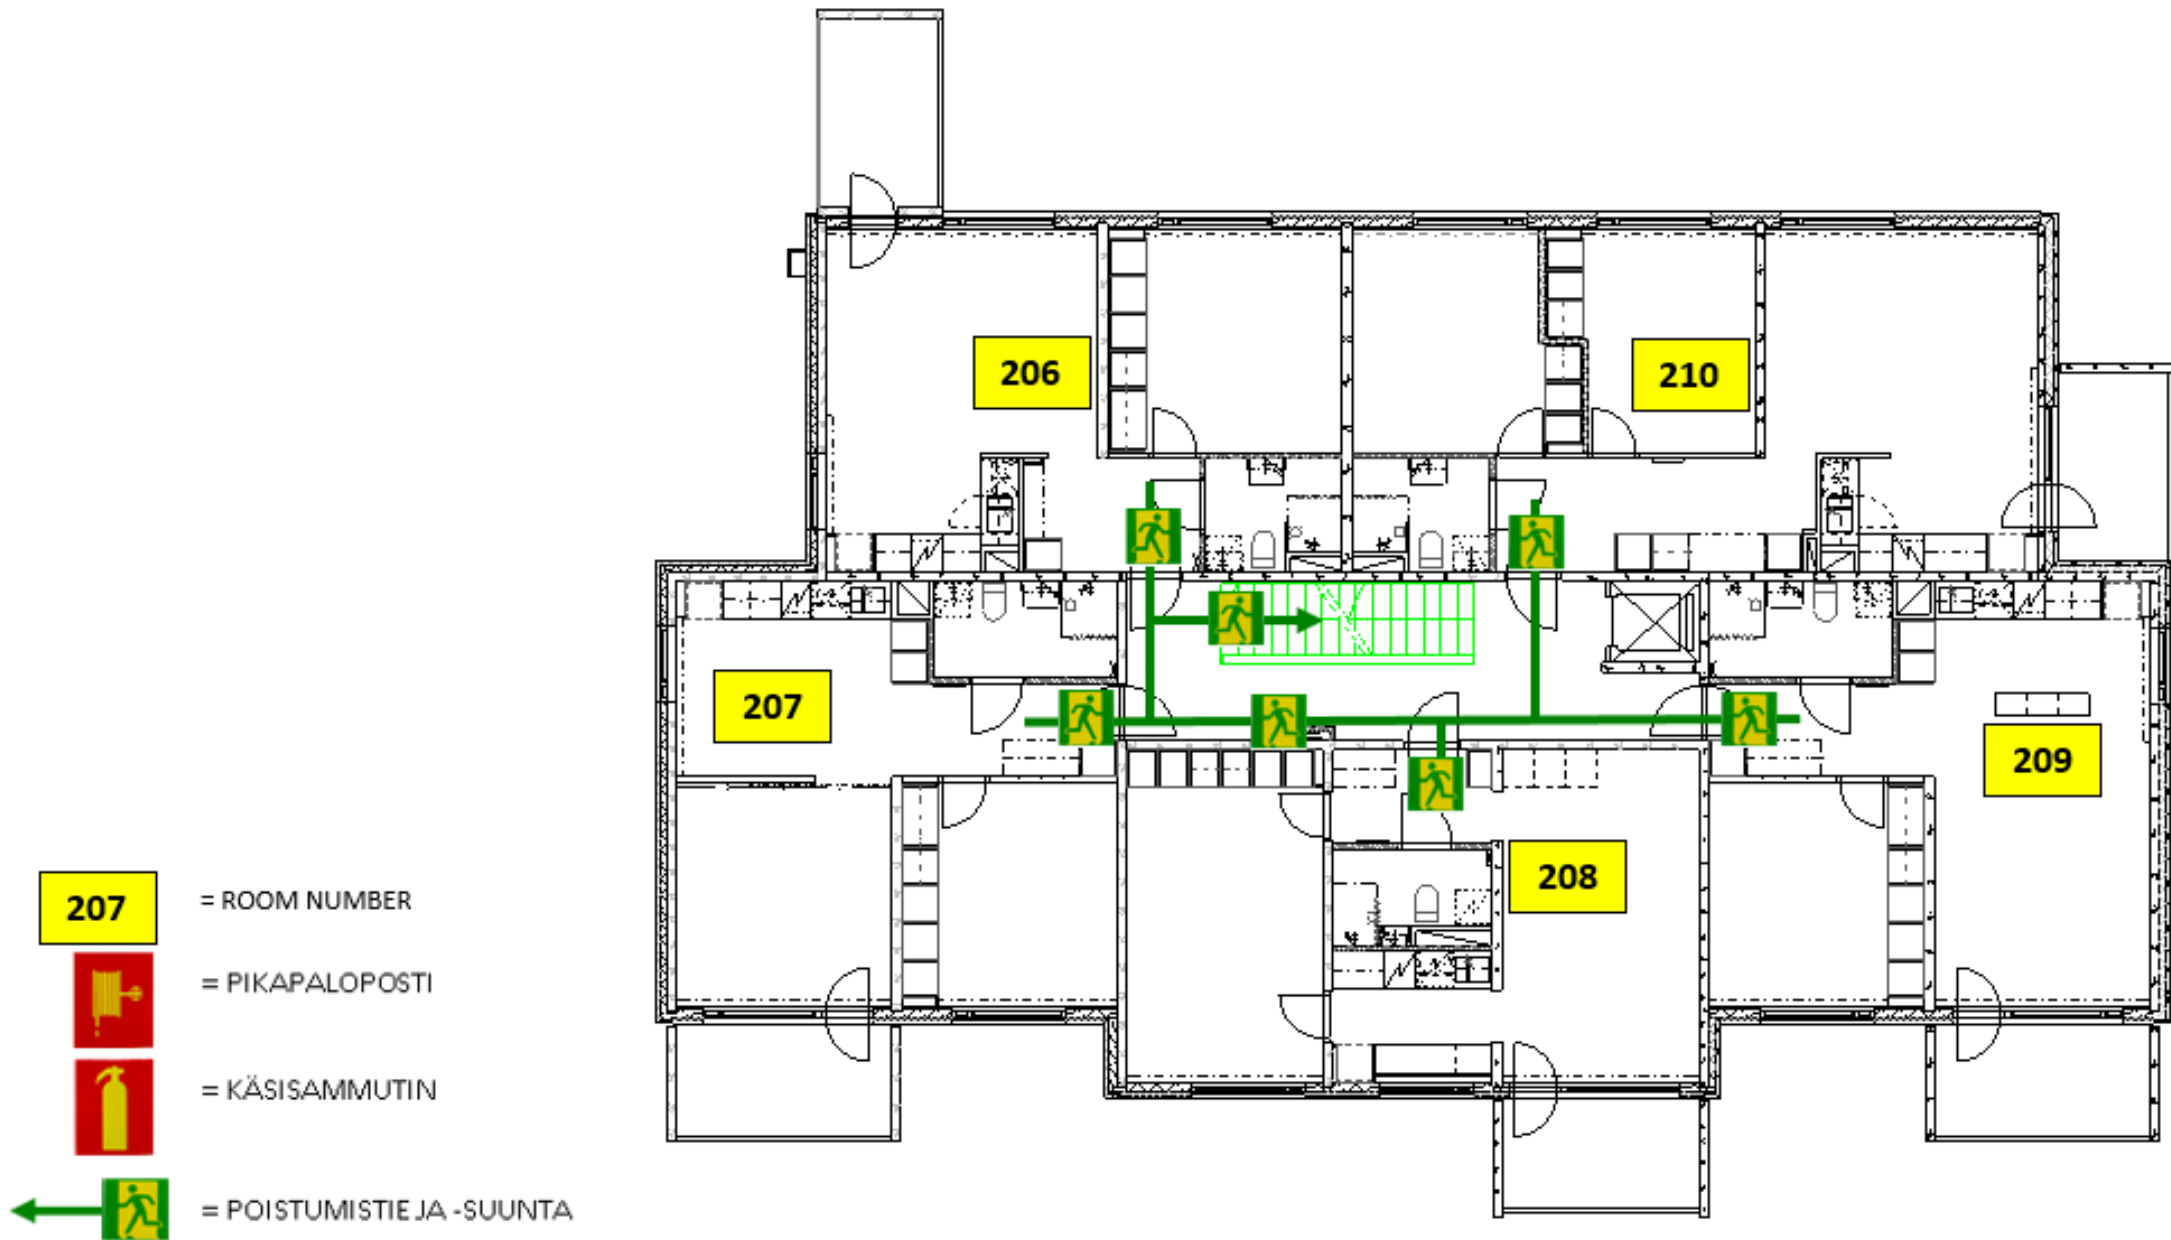 206
210
207
209
208
207 = ROOM NUMBER
= PIKAPALOPOSTI
= KÄSISAMMUTIN
= POISTUMISTIE JA -SUUNTA